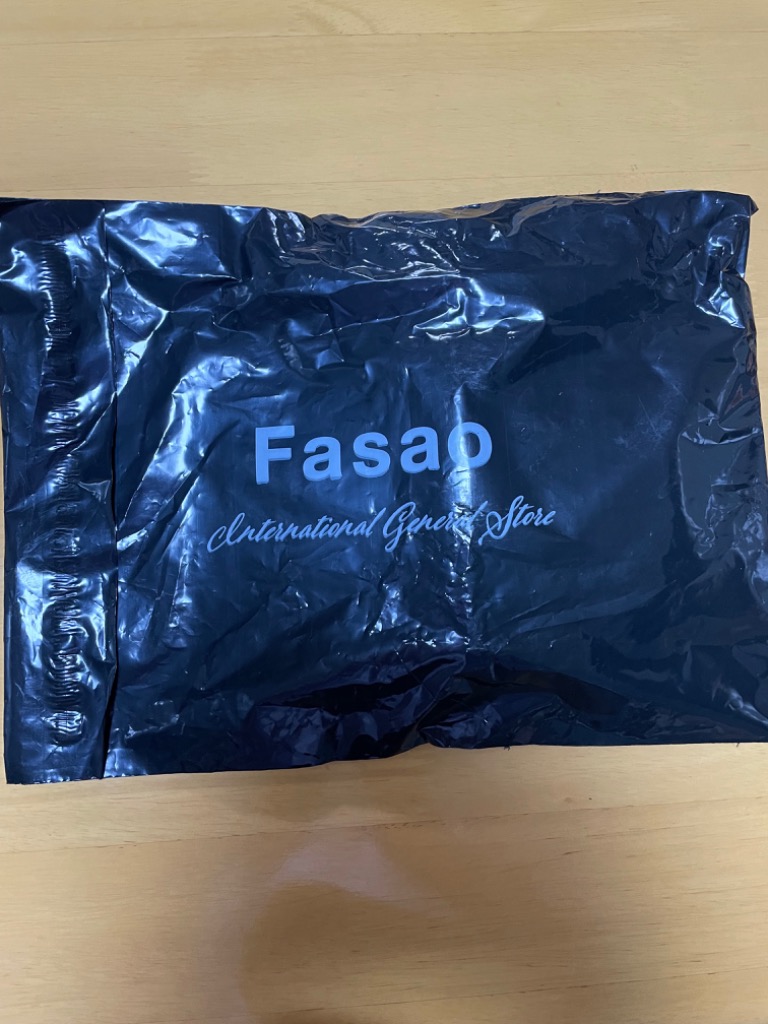 Fasao
International General Store